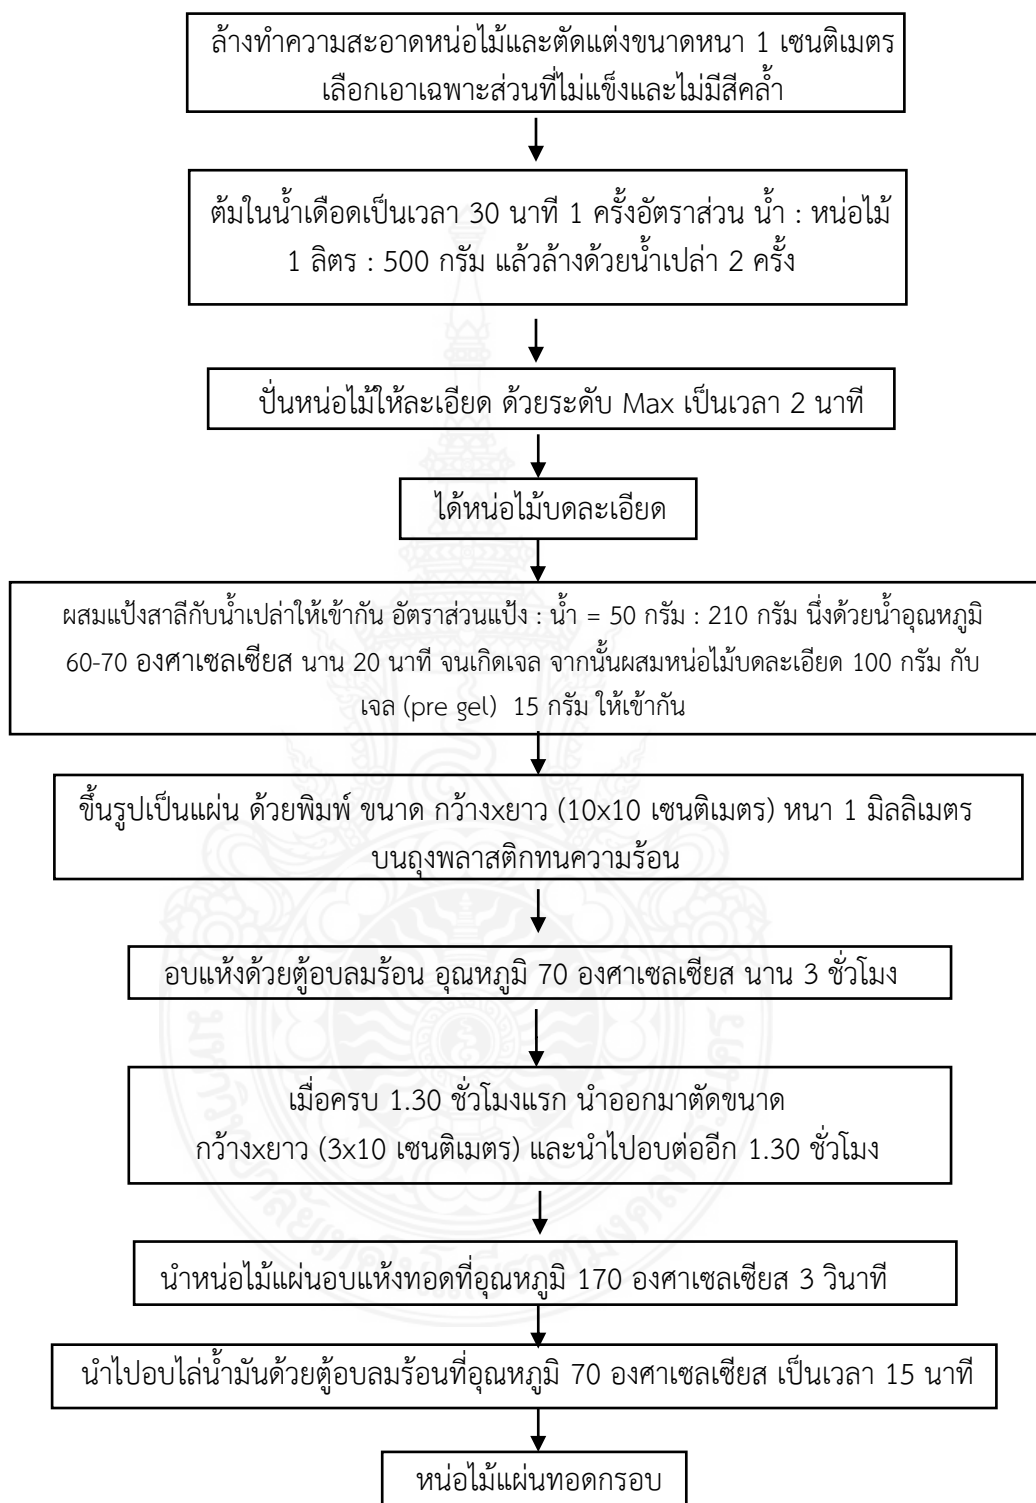 ล้างทำความสะอาดหน่อไม้และตัดแต่งขนาดหนา 1 เซนติเมตร
เลือกเอาเฉพาะส่วนที่ไม่แข็งและไม่มีสีคล้ำ
ต้มในน้ำเดือดเป็นเวลา 30 นาที 1 ครั้งอัตราส่วน น้ำ : หน่อไม้
1 ลิตร : 500 กรัม แล้วล้างด้วยน้ำเปล่า 2 ครั้ง
ปั่นหน่อไม้ให้ละเอียด ด้วยระดับ Max เป็นเวลา 2 นาที
ได้หน่อไม้บดละเอียด
ผสมแป้งสาลีกับน้ำเปล่าให้เข้ากัน อัตราส่วนแป้ง : น้ำ = 50 กรัม : 210 กรัม นึ่งด้วยน้ำอุณหภูมิ
60-70 องศาเซลเซียส นาน 20 นาที จนเกิดเจล จากนั้นผสมหน่อไม้บดละเอียด 100 กรัม กับ
เจล (pre gel) 15 กรัม ให้เข้ากัน
ขึ้นรูปเป็นแผ่น ด้วยพิมพ์ ขนาด กว้างxยาว (10x10 เซนติเมตร) หนา 1 มิลลิเมตร
บนถุงพลาสติกทนความร้อน
อบแห้งด้วยตู้อบลมร้อน อุณหภูมิ 70 องศาเซลเซียส นาน 3 ชั่วโมง
เมื่อครบ 1.30 ชั่วโมงแรก นำออกมาตัดขนาด
กว้างxยาว (3x10 เซนติเมตร) และนำไปอบต่ออีก 1.30 ชั่วโมง
นำหน่อไม้แผ่นอบแห้งทอดที่อุณหภูมิ 170 องศาเซลเซียส 3 วินาที
นำไปอบไล่น้ำมันด้วยตู้อบลมร้อนที่อุณหภูมิ 70 องศาเซลเซียส เป็นเวลา 15 นาที
หน่อไม้แผ่นทอดกรอบ